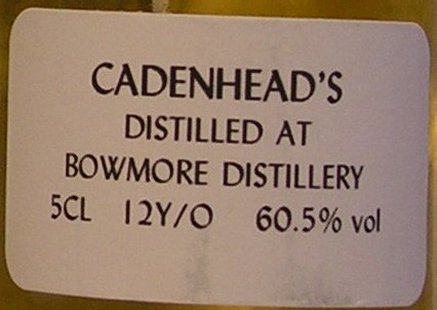 CADENHEAD'S
DISTILLED AT
BOWMORE DISTILLERY
5CL 12Y/O 60.5% vol